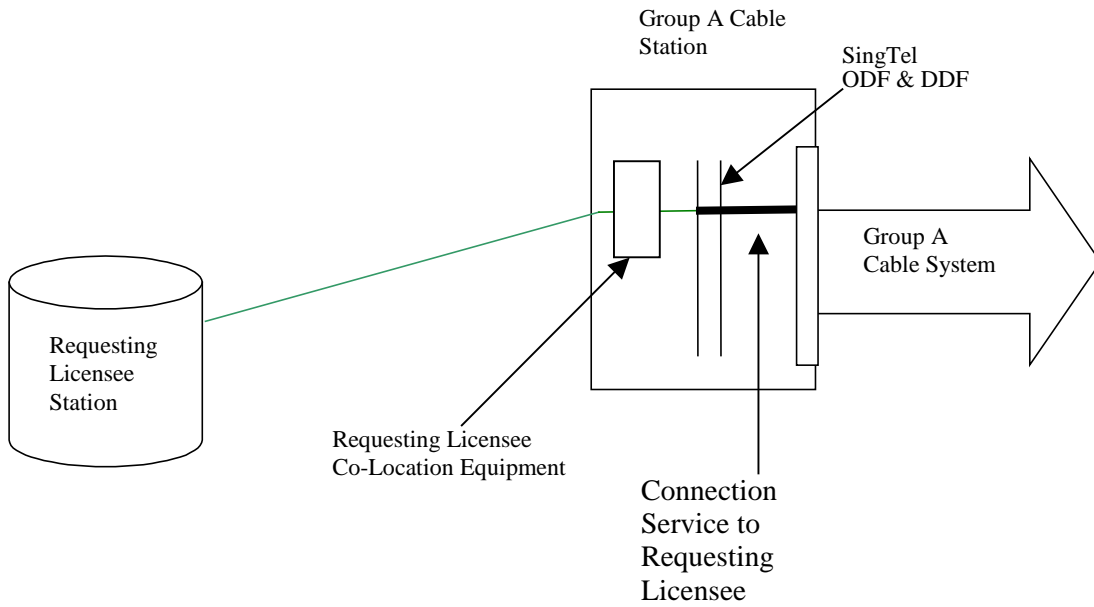 Group A Cable
Station
SingTel
ODF & DDF
Group A
Cable System
Requesting
Licensee
Station
Requesting Licensee
Co-Location Equipment
Connection
Service to
Requesting
Licensee